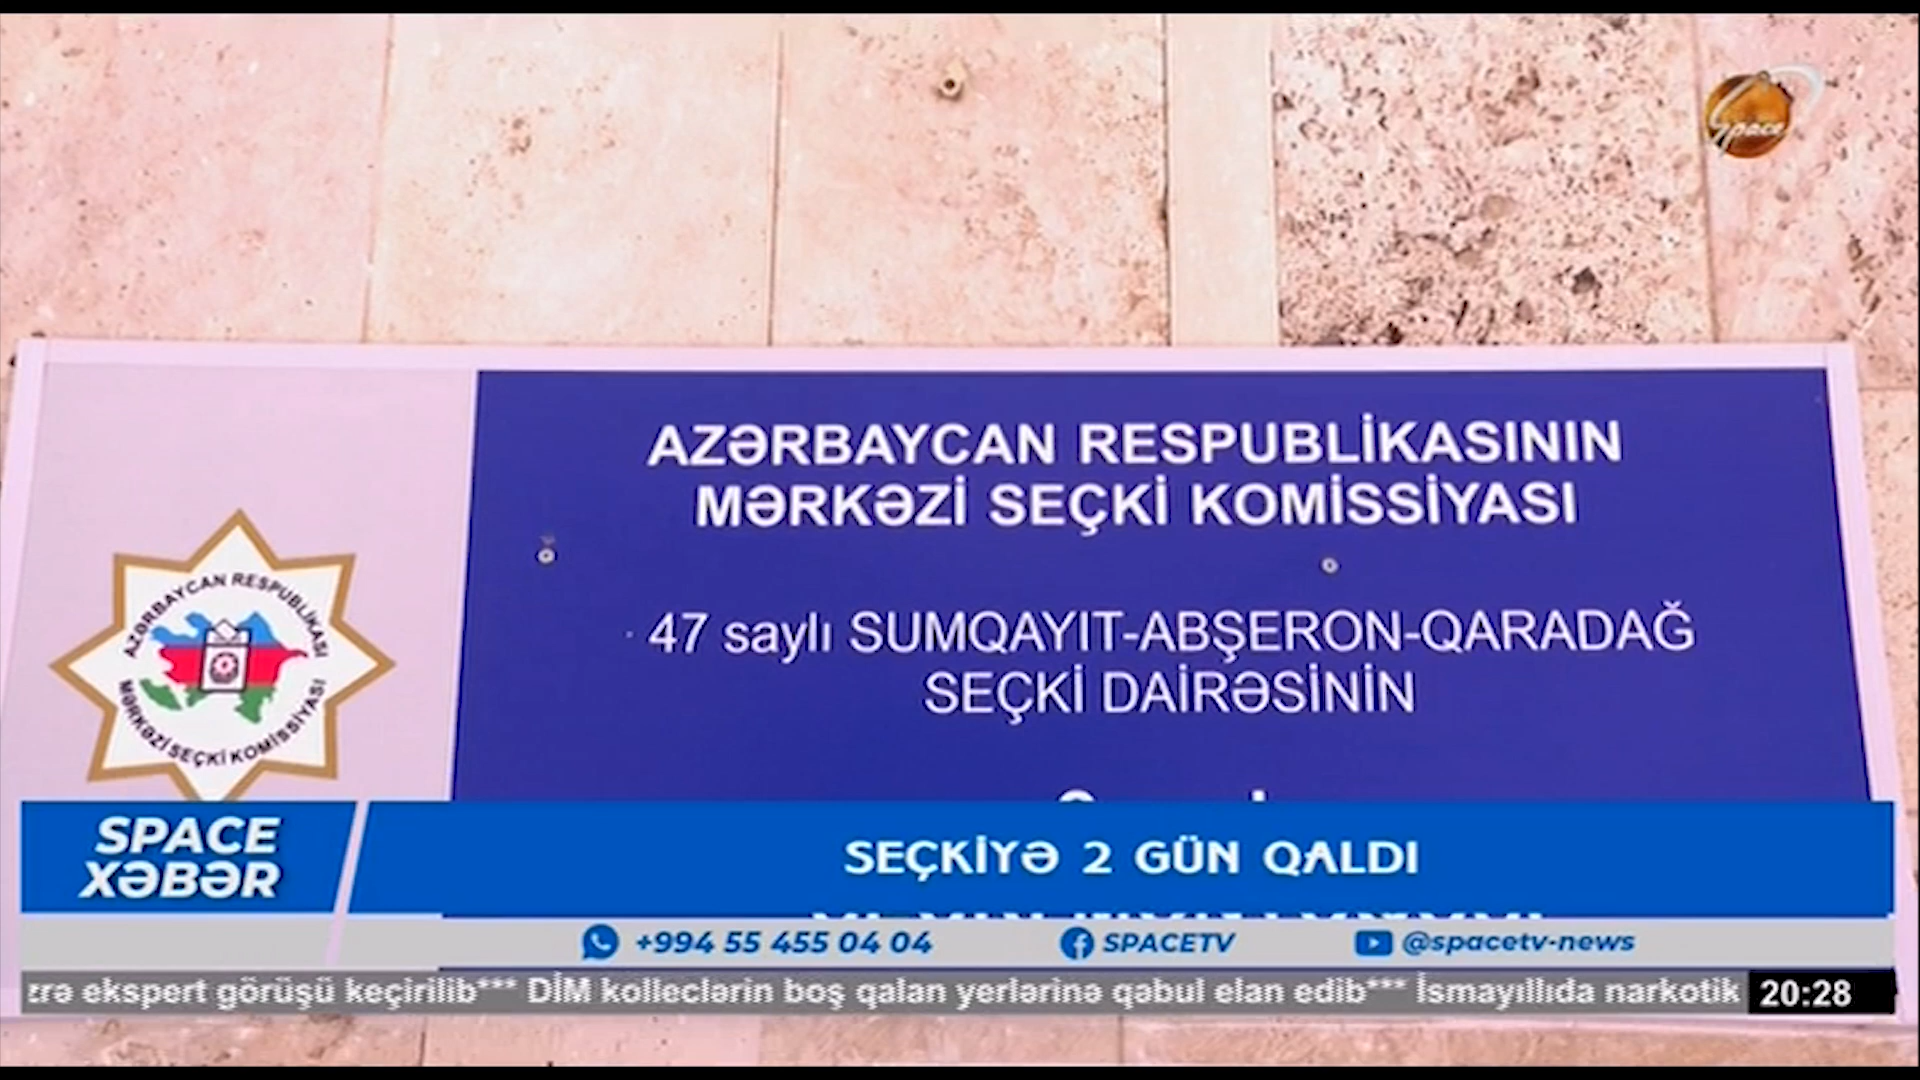 Space
AZƏRBAYCAN RESPUBLİKASININ
MƏRKƏZİ SEÇKİ KOMİSSİYASI
47 saylı SUMQAYIT-ABŞERON-QARADAĞ
SEÇKİ DAİRƏSİNİN
AZƏRBAYCAN RESPUBLİKASI
MƏRKƏZİ SEÇKİ KOMİSSİYASI
SPACE
XƏBƏR
SEÇKİYƏ 2 GÜN QALDI
+994 55 455 04 04 SPACETV @spacetv-news
ekspert görüşü keçirilib*** DİM kolleclərin boş qalan yerlərinə qəbul elan edib*** İsmayıllıda narkotik 20:28